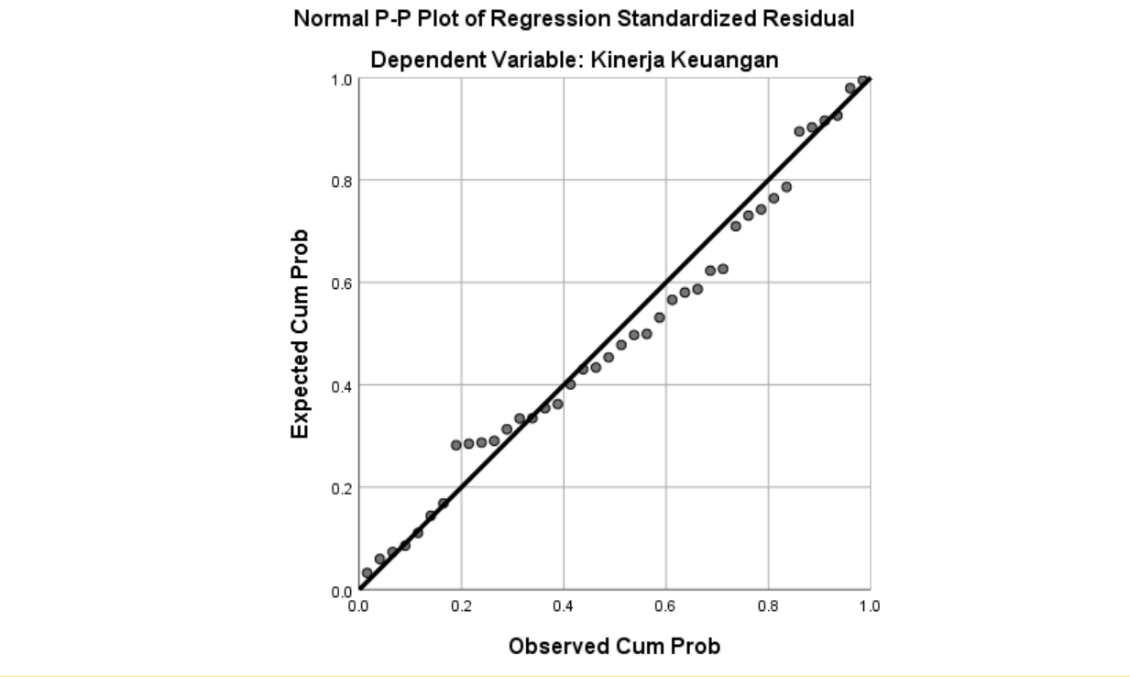 Normal P-P Plot of Regression Standardized Residual
Dependent Variable: Kinerja Keuangan
1.0
0.8
0.6
0.4
0.2
0.0
Expected Cum Prob
0.0 0.2 0.4 0.6 0.8 1.0
Observed Cum Prob